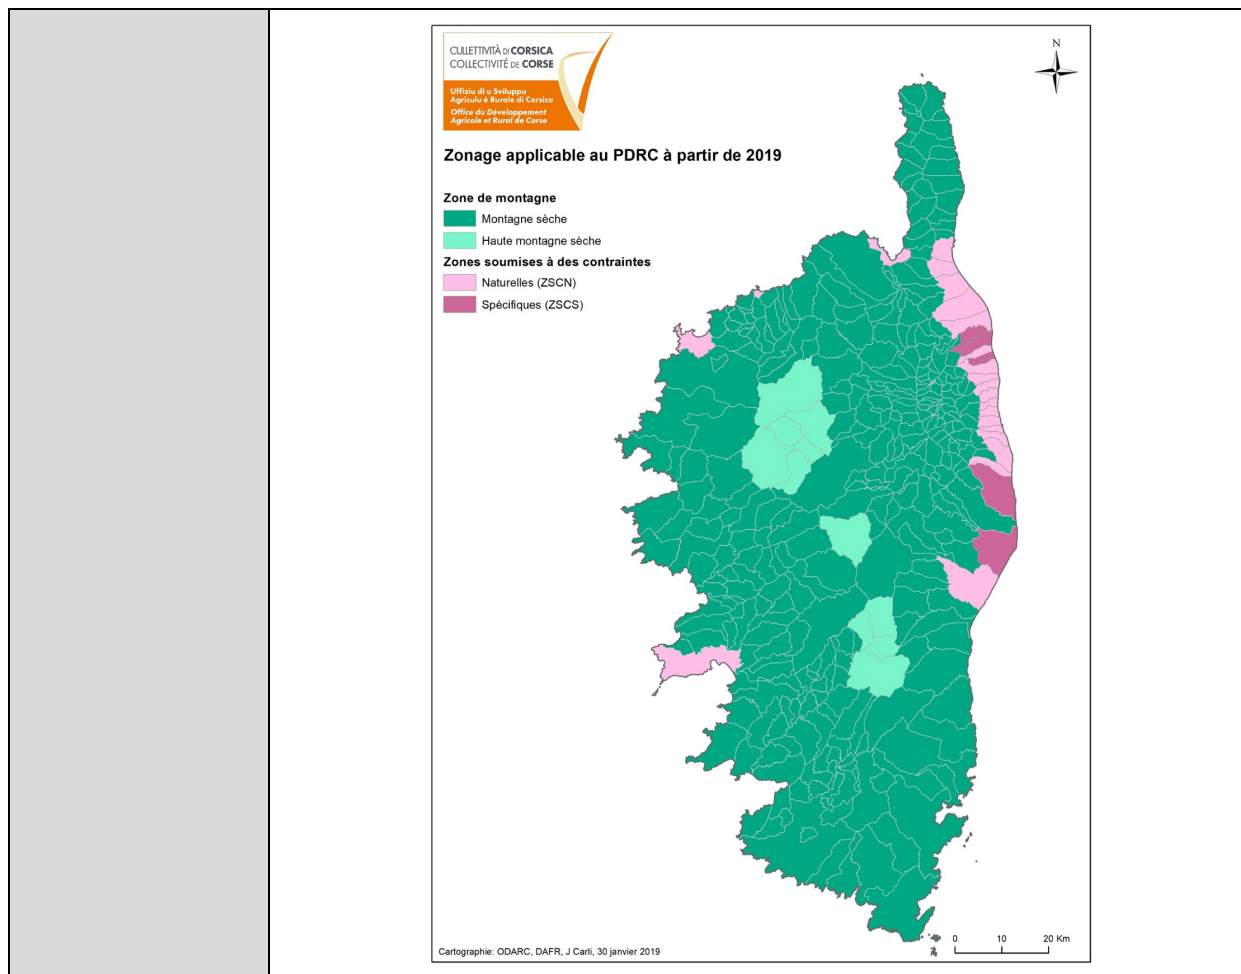 CULLETTIVITÀ DI CORSICA
COLLECTIVITÉ DE CORSE
Uffiziu di u Sviluppu
Agriculu è Rurale di Corsica
Office du Développement
Agricole et Rural de Corse
N
Zonage applicable au PDRC à partir de 2019
Zone de montagne
Montagne sèche
Haute montagne sèche
Zones soumises à des contraintes
Naturelles (ZSCN)
Spécifiques (ZSCS)
Cartographie: ODARC, DAFR, J Carli, 30 janvier 2019
0 10 20 Km